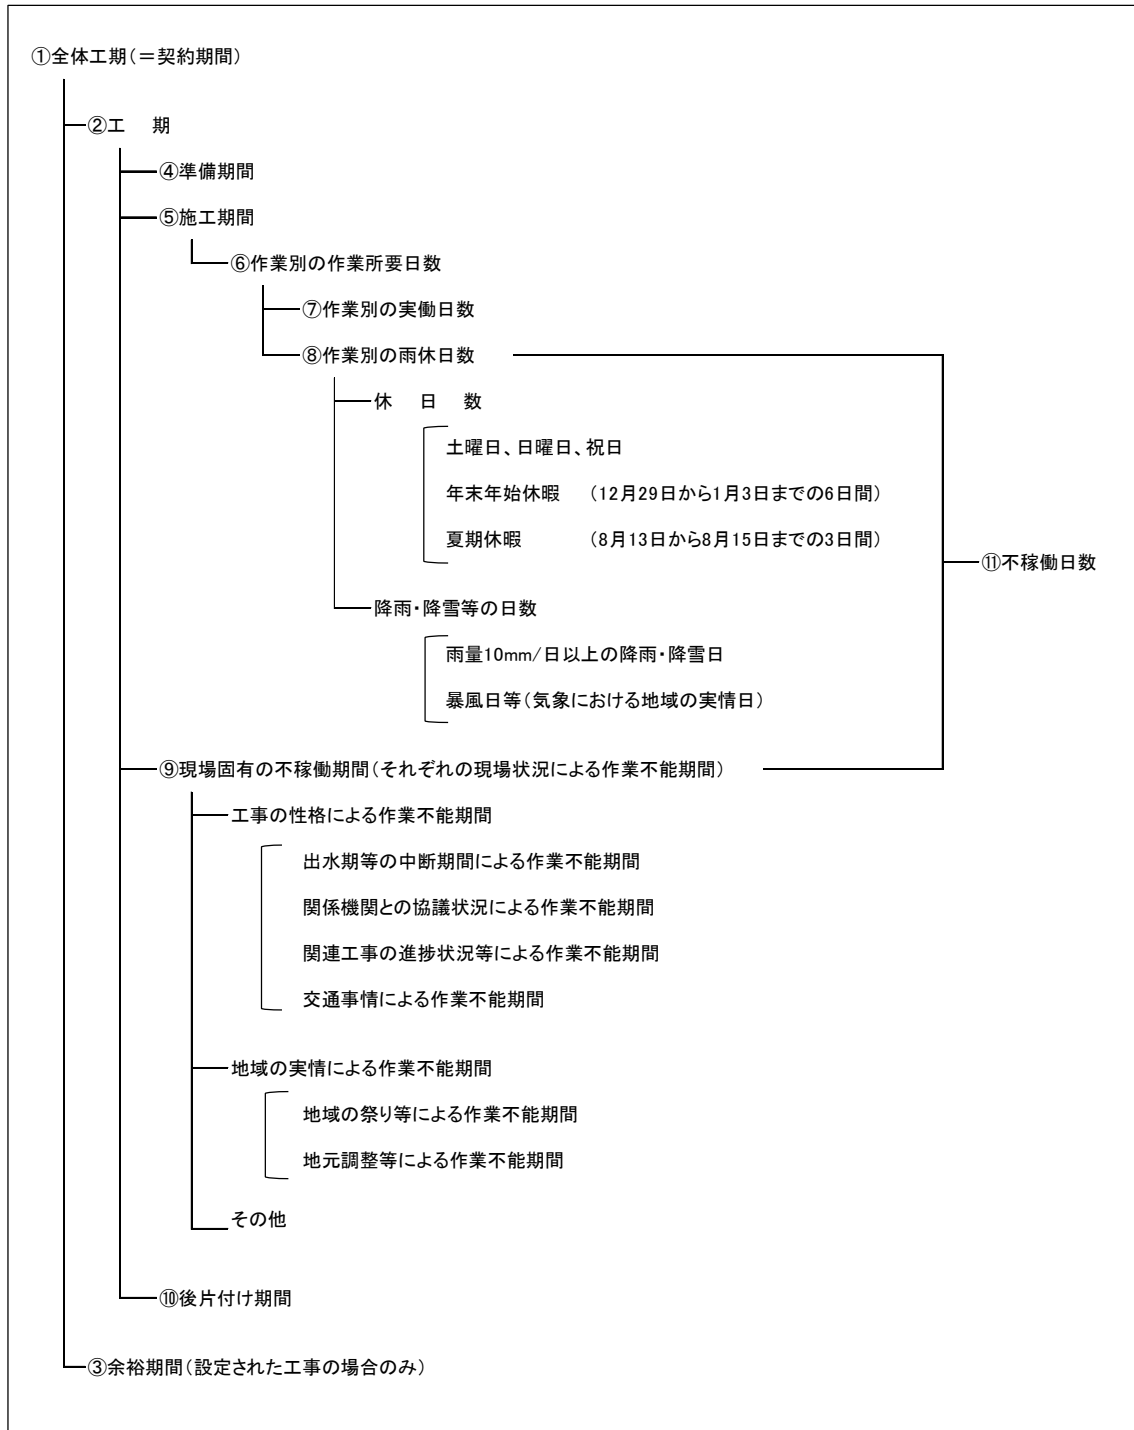 ①全体工期(＝契約期間)
②工　期
④準備期間
⑤施工期間
⑥作業別の作業所要日数
⑦作業別の実働日数
⑧作業別の雨休日数
休　日　数
土曜日、日曜日、祝日
年末年始休暇　(12月29日から1月3日までの6日間)
夏期休暇　(8月13日から8月15日までの3日間)
⑪不稼働日数
降雨・降雪等の日数
雨量10mm/日以上の降雨・降雪日
暴風日等(気象における地域の実情日)
⑨現場固有の不稼働期間(それぞれの現場状況による作業不能期間)
工事の性格による作業不能期間
出水期等の中断期間による作業不能期間
関係機関との協議状況による作業不能期間
関連工事の進捗状況等による作業不能期間
交通事情による作業不能期間
地域の実情による作業不能期間
地域の祭り等による作業不能期間
地元調整等による作業不能期間
その他
⑩後片付け期間
③余裕期間(設定された工事の場合のみ)